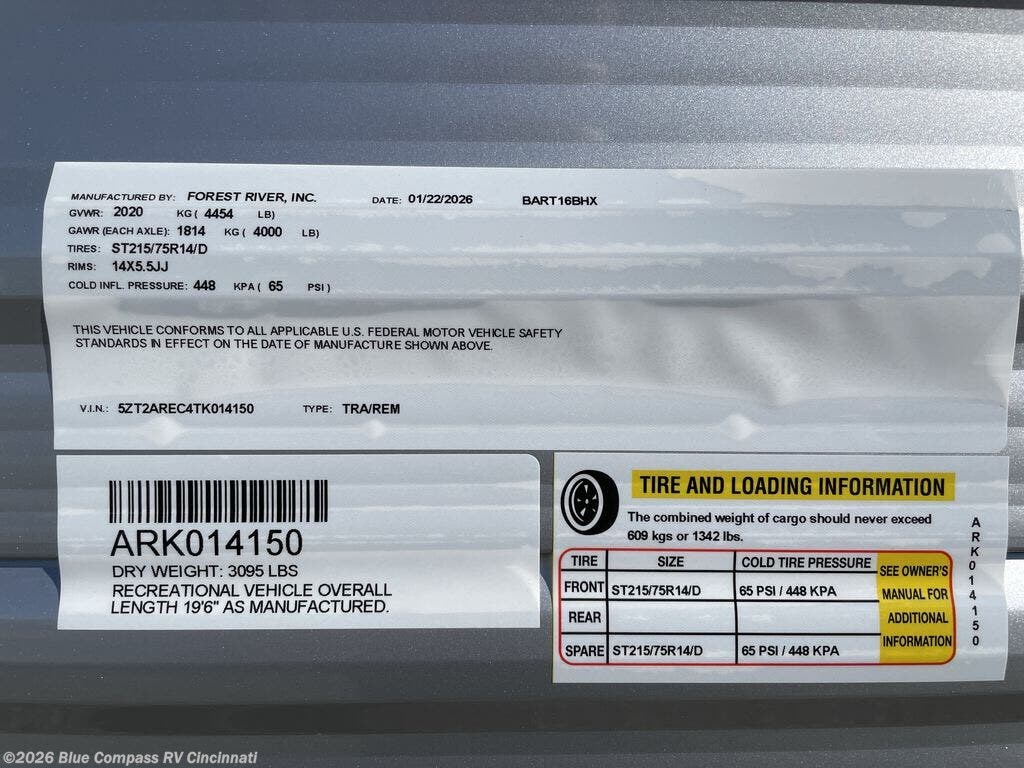 MANUFACTURED BY: FOREST RIVER, INC. DATE: 01/22/2026 BART16BHX
GVWR: 2020 KG ( 4454 LB)
GAWR (EACH AXLE): 1814 KG ( 4000 LB)
TIRES: ST215/75R14/D
RIMS: 14X5.5JJ
COLD INFL. PRESSURE: 448 KPA ( 65 PSI )
THIS VEHICLE CONFORMS TO ALL APPLICABLE U.S. FEDERAL MOTOR VEHICLE SAFETY
STANDARDS IN EFFECT ON THE DATE OF MANUFACTURE SHOWN ABOVE.
V.I.N.: 5ZT2AREC4TK014150 TYPE: TRA/REM
ARK014150
DRY WEIGHT: 3095 LBS
RECREATIONAL VEHICLE OVERALL
LENGTH 19'6" AS MANUFACTURED.
TIRE AND LOADING INFORMATION
The combined weight of cargo should never exceed
609 kgs or 1342 lbs.
TIRE SIZE COLD TIRE PRESSURE
FRONT ST215/75R14/D 65 PSI / 448 KPA
REAR
SPARE ST215/75R14/D 65 PSI / 448 KPA
SEE OWNER'S
MANUAL FOR
ADDITIONAL
INFORMATION
ARK014150
©2026 Blue Compass RV Cincinnati